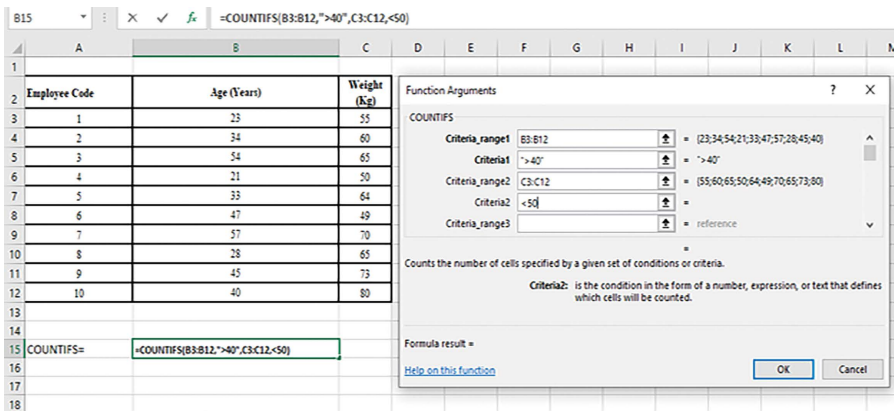 B15 fx =COUNTIFS(B3:B12,">40",C3:C12,<50)
A B C D E F G H I J K L M
1
2 Employee Code Age (Years) Weight (Kg)
3 1 23 55
4 2 34 60
5 3 54 65
6 4 21 50
7 5 33 64
8 6 47 49
9 7 57 70
10 8 28 65
11 9 45 73
12 10 40 80
13
14
15 COUNTIFS= =COUNTIFS(B3:B12,">40",C3:C12,<50)
16
17
18
Function Arguments ? X
COUNTIFS
Criteria_range1 B3:B12 = {23;34;54;21;33;47;57;28;45;40}
Criteria1 ">40" = ">40"
Criteria_range2 C3:C12 = {55;60;65;50;64;49;70;65;73;80}
Criteria2 <50 =
Criteria_range3 = reference
=
Counts the number of cells specified by a given set of conditions or criteria.
Criteria2: is the condition in the form of a number, expression, or text that defines
which cells will be counted.
Formula result =
Help on this function OK Cancel